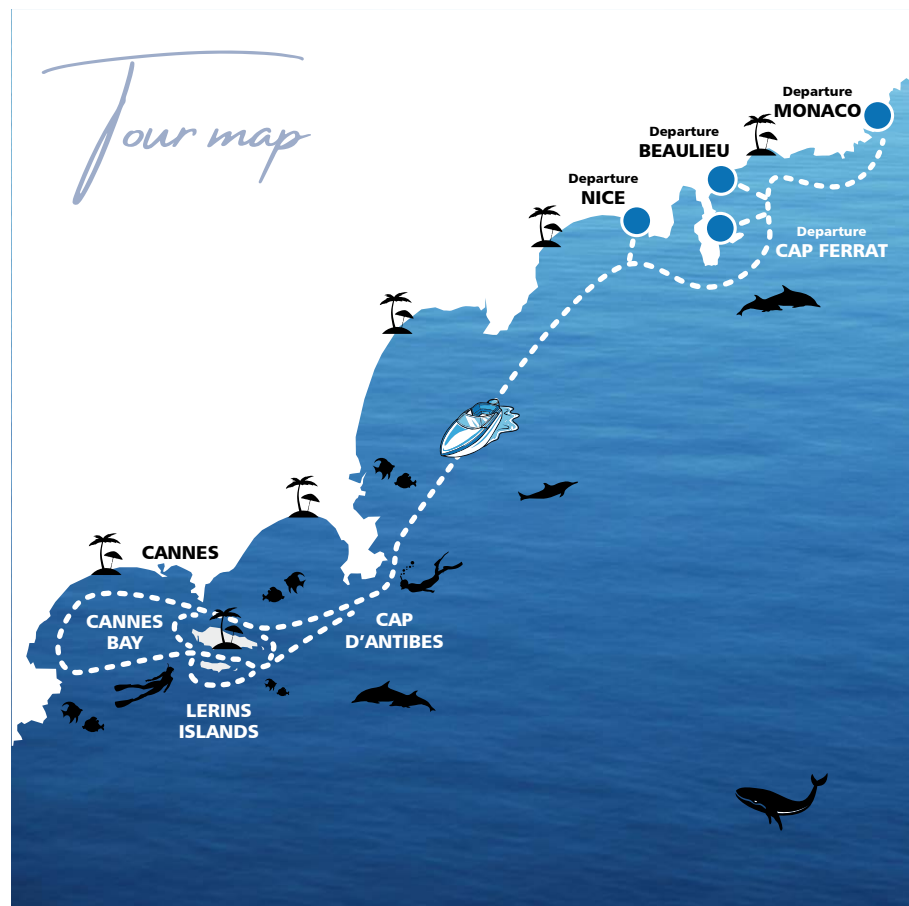 Tour map
Departure
MONACO
Departure
BEAULIEU
Departure
NICE
Departure
CAP FERRAT
CANNES
CANNES
BAY
CAP
D'ANTIBES
LERINS
ISLANDS